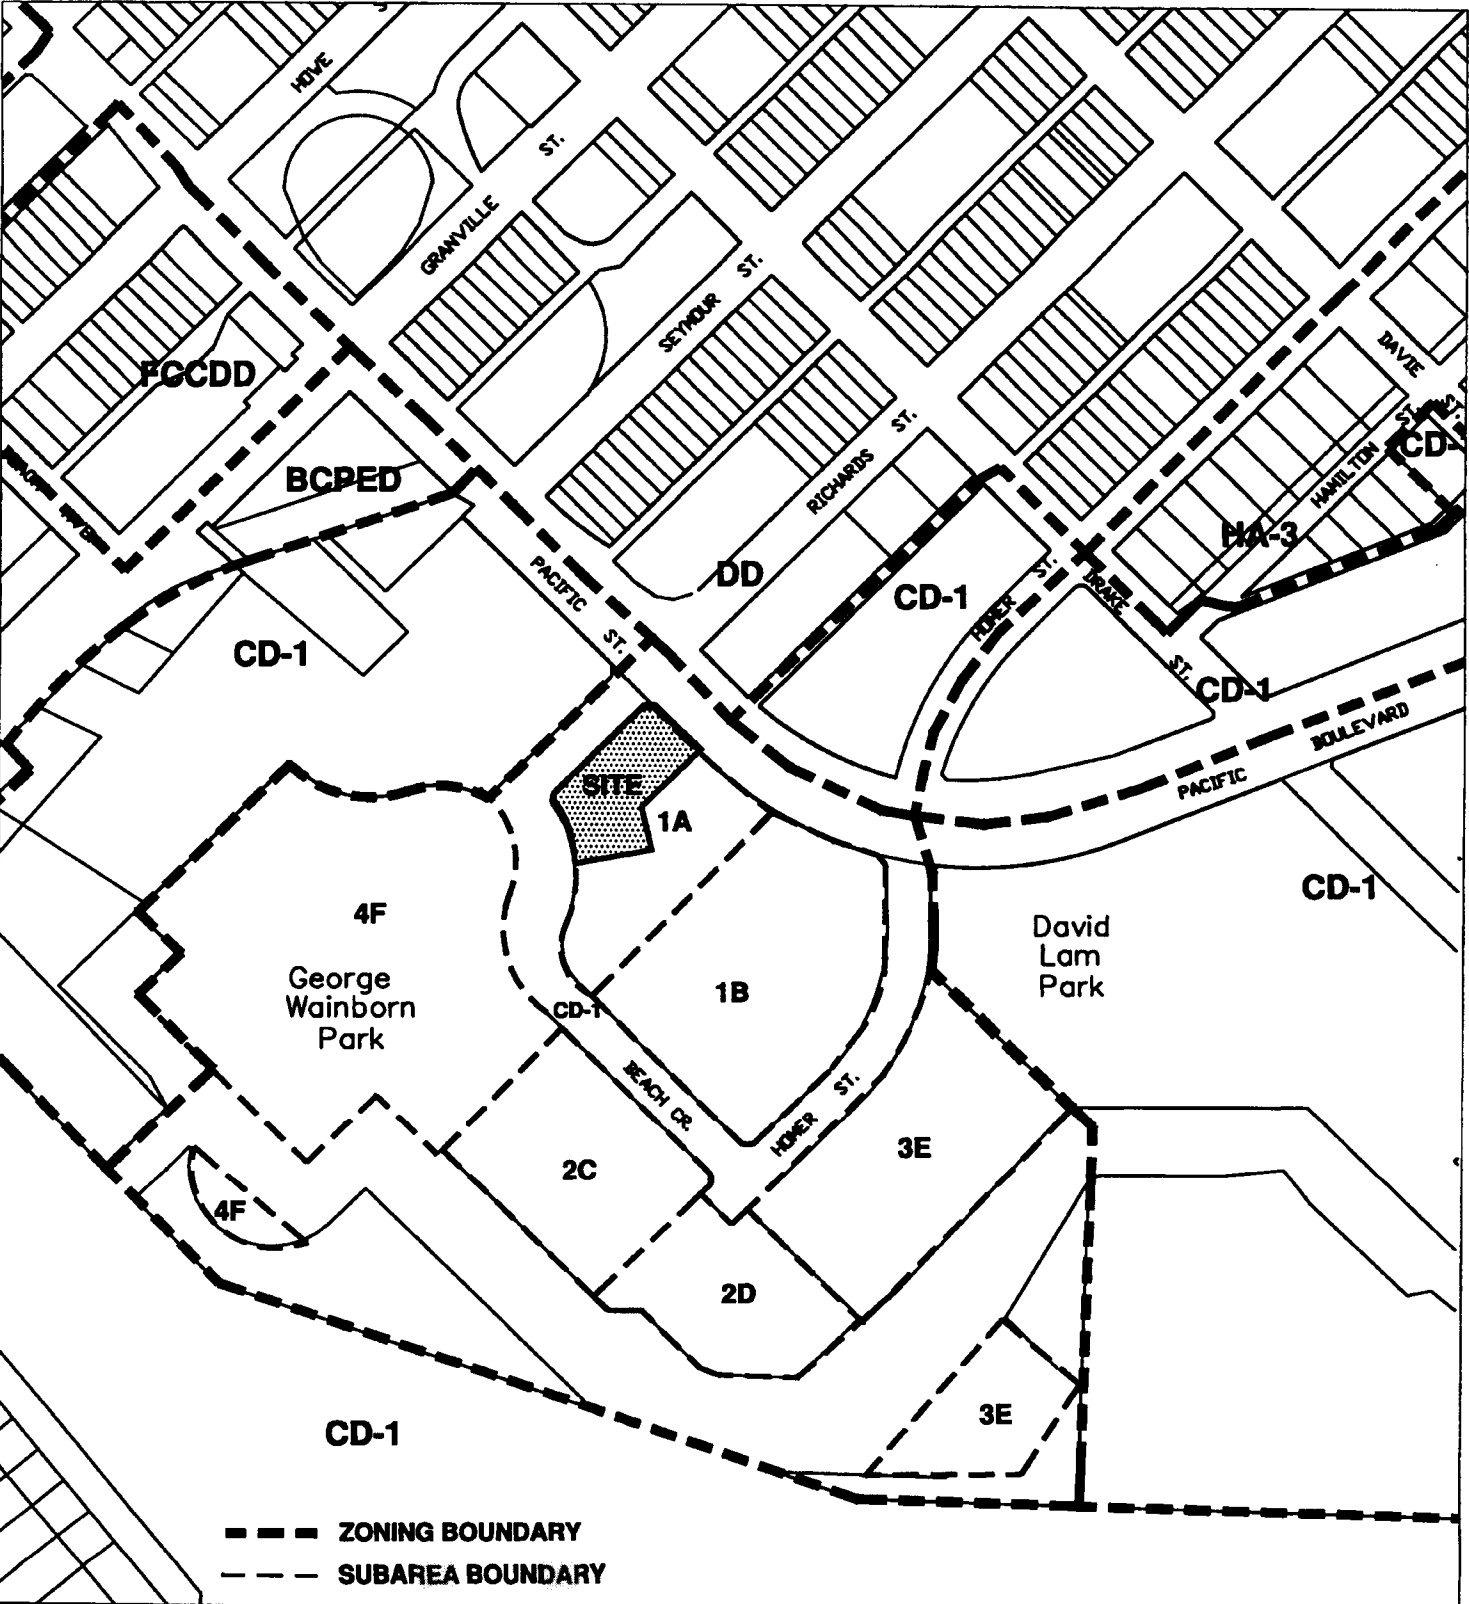 HOWE
ST.
GRANVILLE
ST.
SEYMOUR
DAVIE
ST.
ST.
FCCDD
ST.
CD-
BCPED
RICHARDS
HAMILTON
HA-3
PACIFIC
ST.
DD
CD-1
ST.
DRAKE
HOMER
ST.
CD-1
ST.
CD-1
BOULEVARD
PACIFIC
SITE
1A
CD-1
4F
David
Lam
Park
George
Wainborn
Park
1B
CD-1
BEACH CR.
ST.
HOMER
3E
2C
4F
2D
3E
CD-1
ZONING BOUNDARY
SUBAREA BOUNDARY